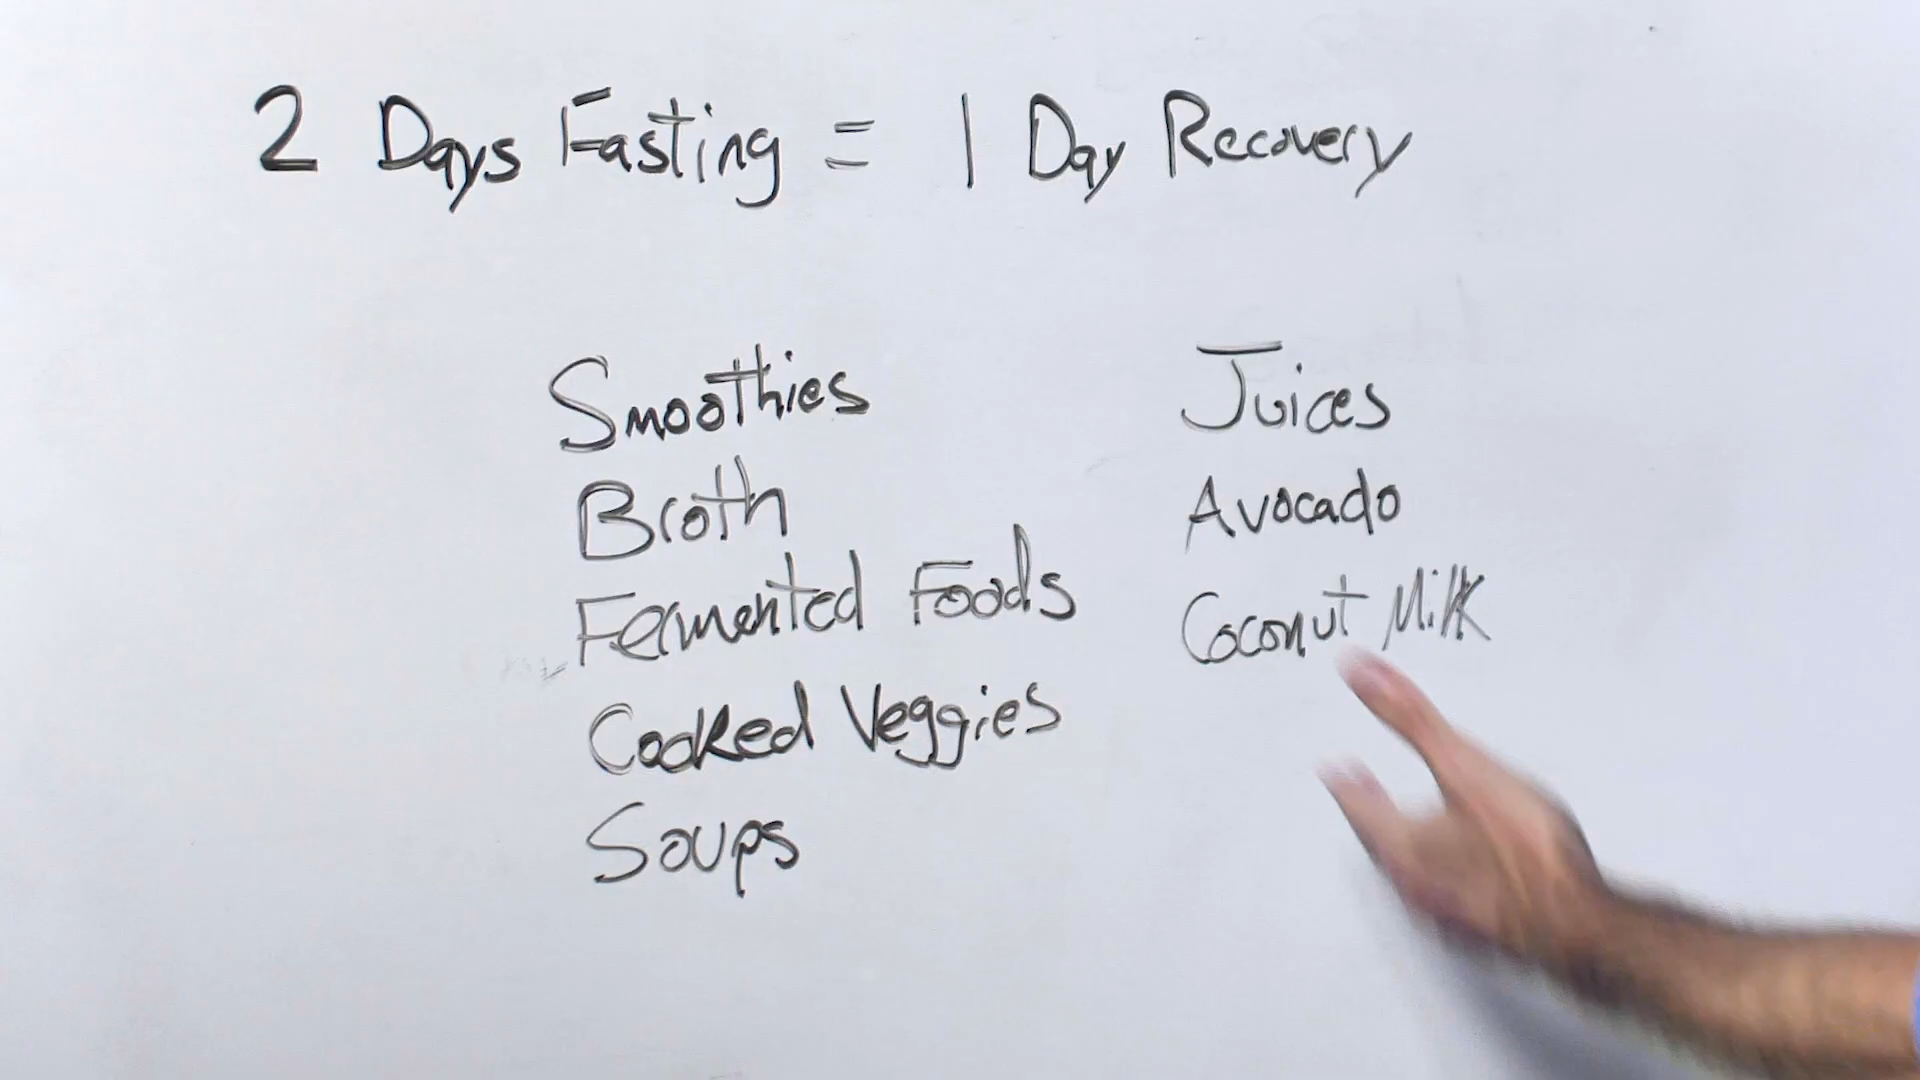 2 Days Fasting = 1 Day Recovery
Smoothies
Broth
Fermented Foods
Cooked Veggies
Soups
Juices
Avocado
Coconut Milk